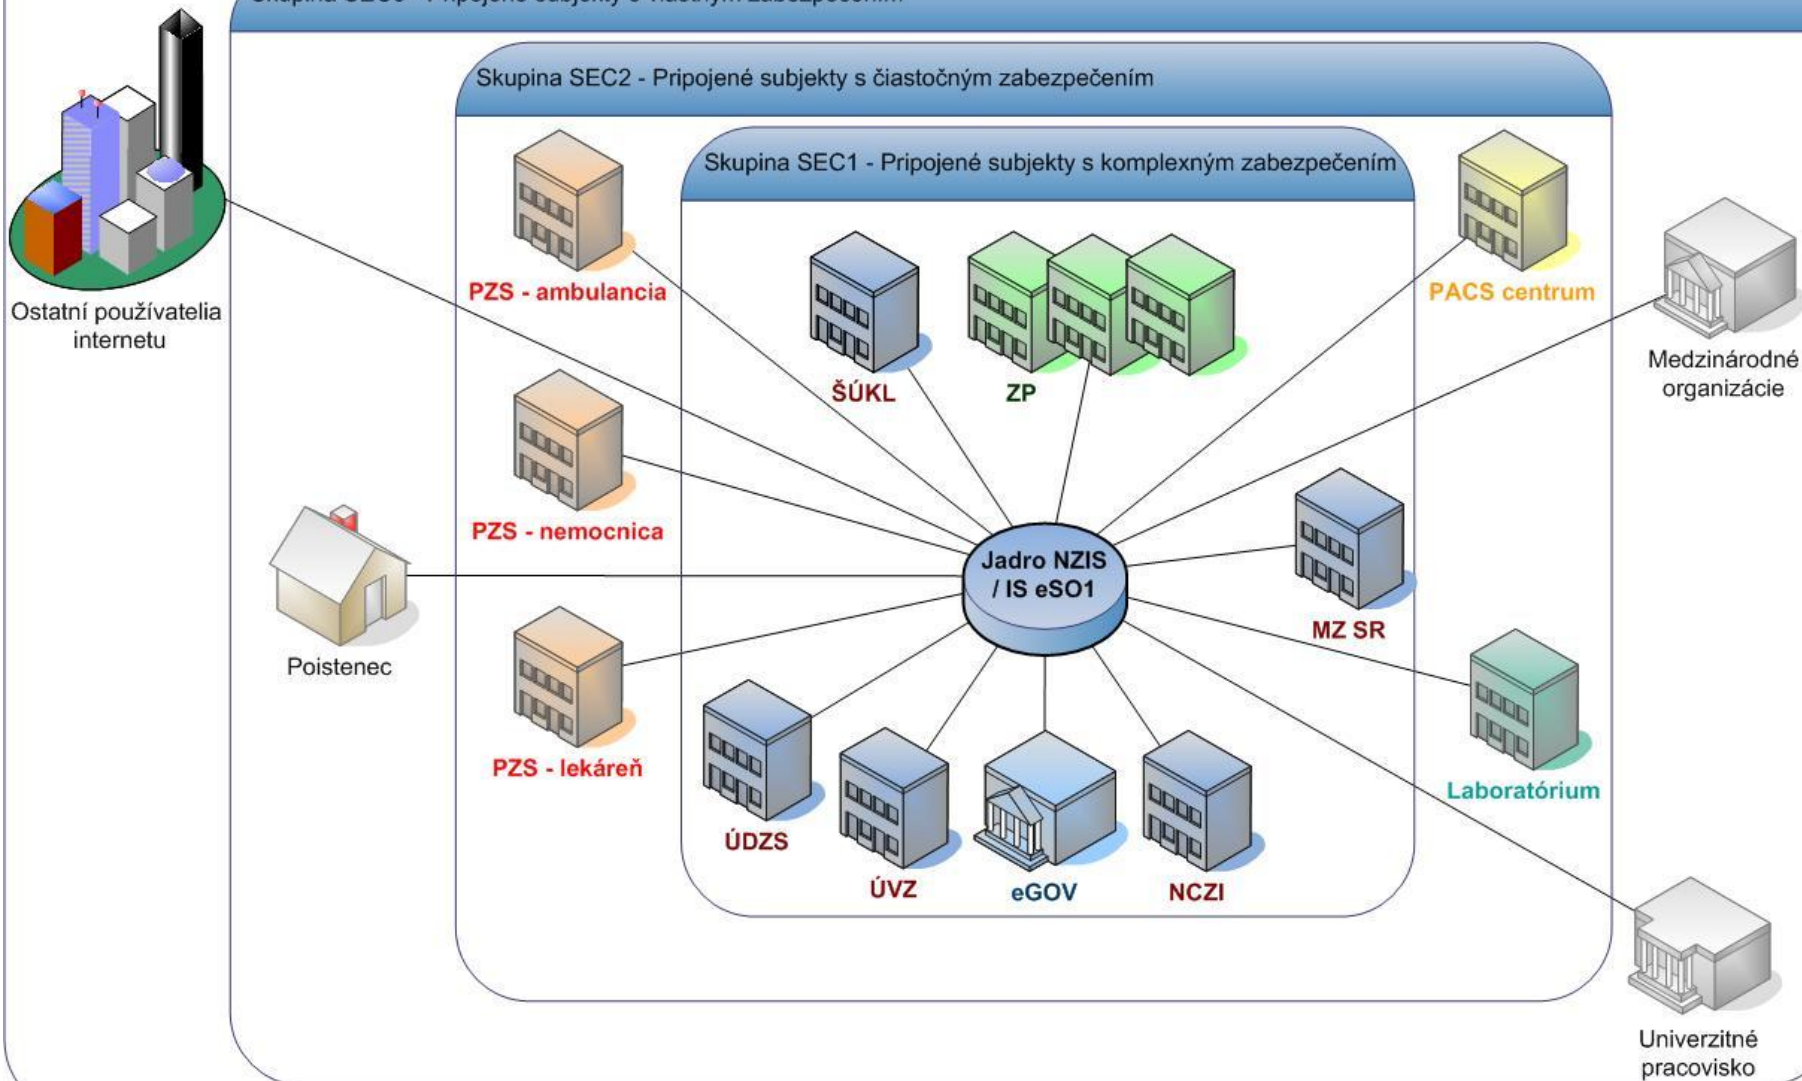 Skupina SEC2 - Pripojené subjekty s čiastočným zabezpečením
Skupina SEC1 - Pripojené subjekty s komplexným zabezpečením
Ostatní používatelia
internetu
PZS - ambulancia
ŠÚKL
ZP
PACS centrum
Medzinárodné
organizácie
PZS - nemocnica
Jadro NZIS
/ IS eSO1
MZ SR
Poistenec
PZS - lekáreň
Laboratórium
ÚDZS
ÚVZ
eGOV
NCZI
Univerzitné
pracovisko